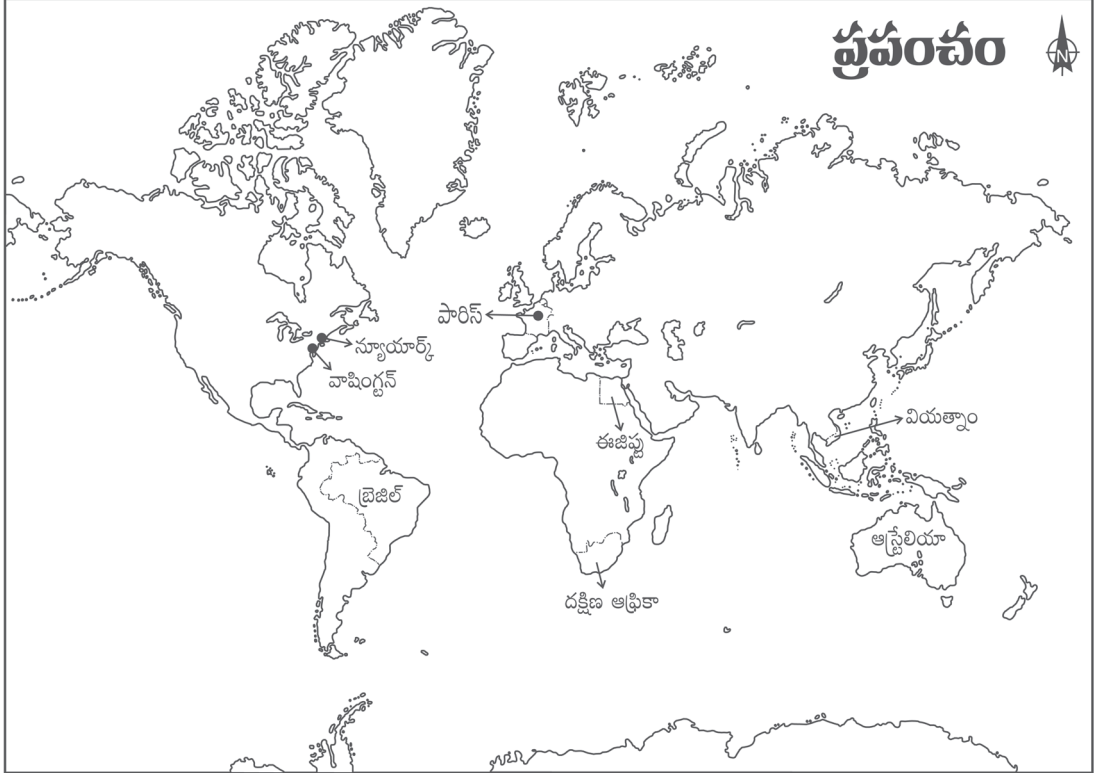 ప్రపంచం
N
పారిస్
న్యూయార్క్
వాషింగ్టన్
వియత్నాం
ఈజిప్టు
బ్రెజిల్
ఆస్ట్రేలియా
దక్షిణ ఆఫ్రికా